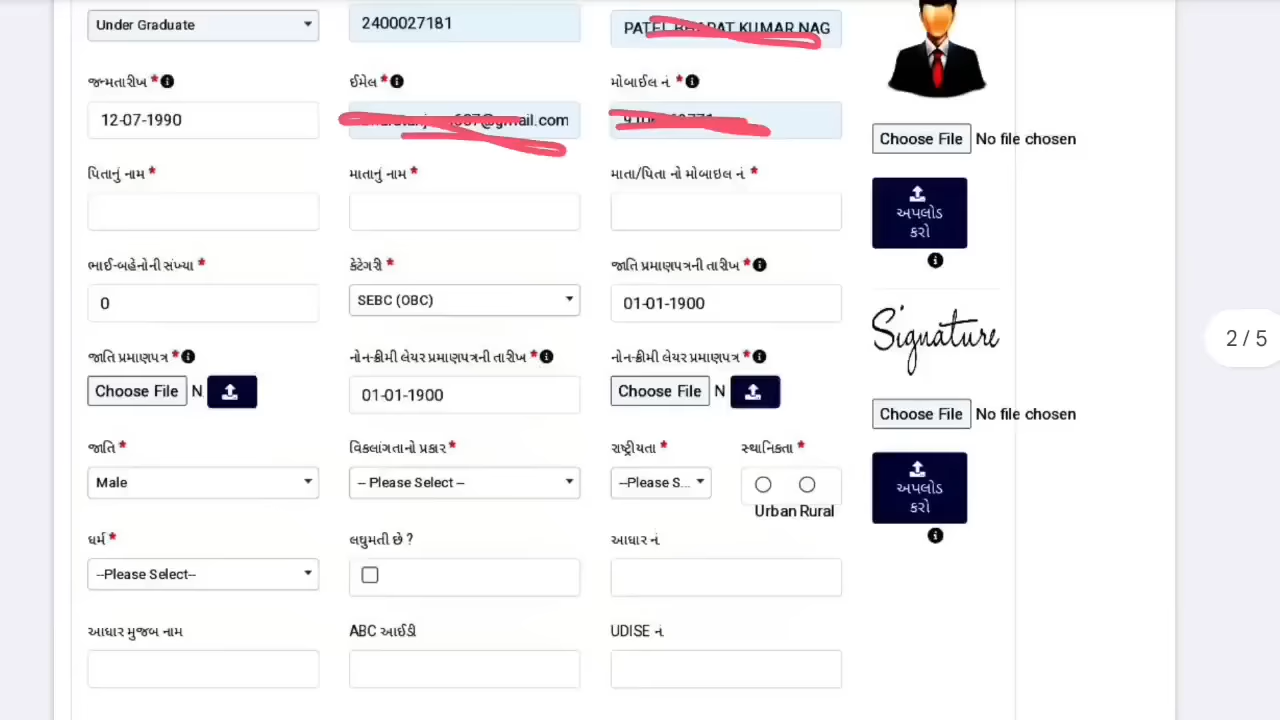 Under Graduate 2400027181 PATEL KUMAR NAG
જન્મતારીખ * ઈમેલ * મોબાઈલ નં *
12-07-1990 @gmail.com
Choose File No file chosen
પિતાનું નામ * માતાનું નામ * માતા/પિતા નો મોબાઇલ નં. *
અપલોડ
કરો
ભાઈ-બહેનોની સંખ્યા * કેટેગરી * જાતિ પ્રમાણપત્રની તારીખ *
0 SEBC (OBC) 01-01-1900
Signature
2 / 5
જાતિ પ્રમાણપત્ર * નોન-ક્રીમી લેયર પ્રમાણપત્રની તારીખ * નોન-ક્રીમી લેયર પ્રમાણપત્ર *
Choose File N 01-01-1900 Choose File N
Choose File No file chosen
જાતિ * વિકલાંગતાનો પ્રકાર * રાષ્ટ્રીયતા * સ્થાનિકતા *
Male -- Please Select -- --Please S...
અપલોડ
કરો
Urban Rural
ધર્મ * લઘુમતી છે ? આધાર નં.
--Please Select--
આધાર મુજબ નામ ABC આઈડી UDISE નં.